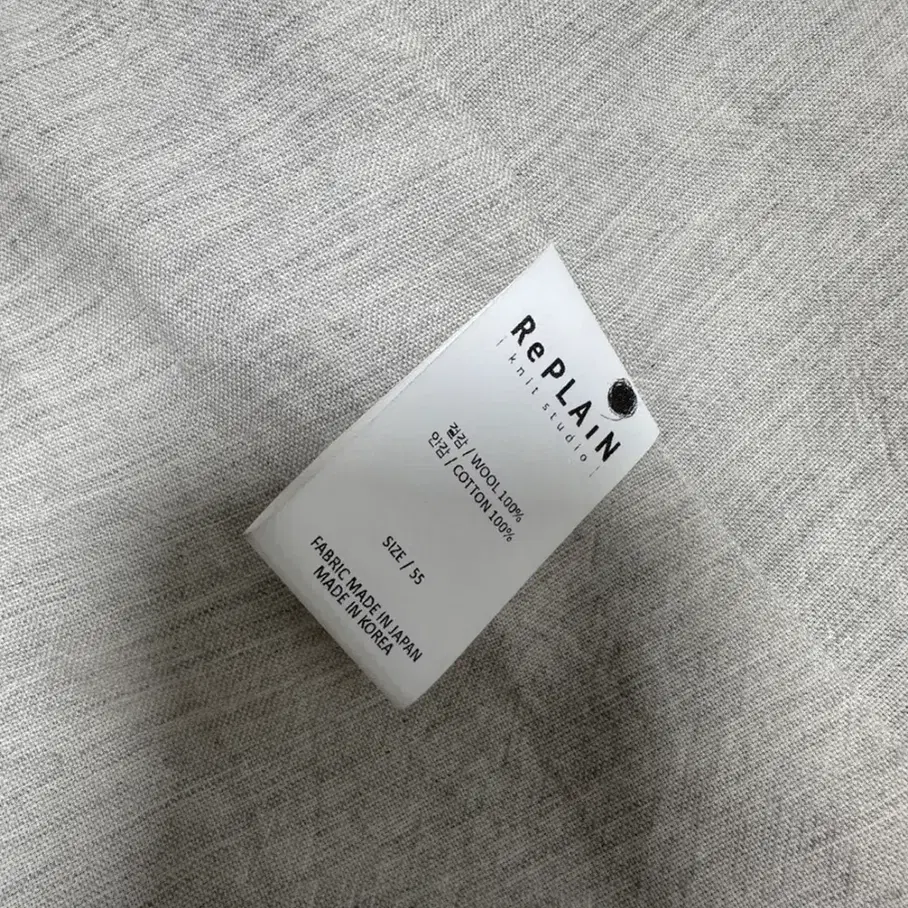 RePLAiN
| knit studio |
겉감 / WOOL 100%
안감 / COTTON 100%
SIZE / 55
FABRIC MADE IN JAPAN
MADE IN KOREA